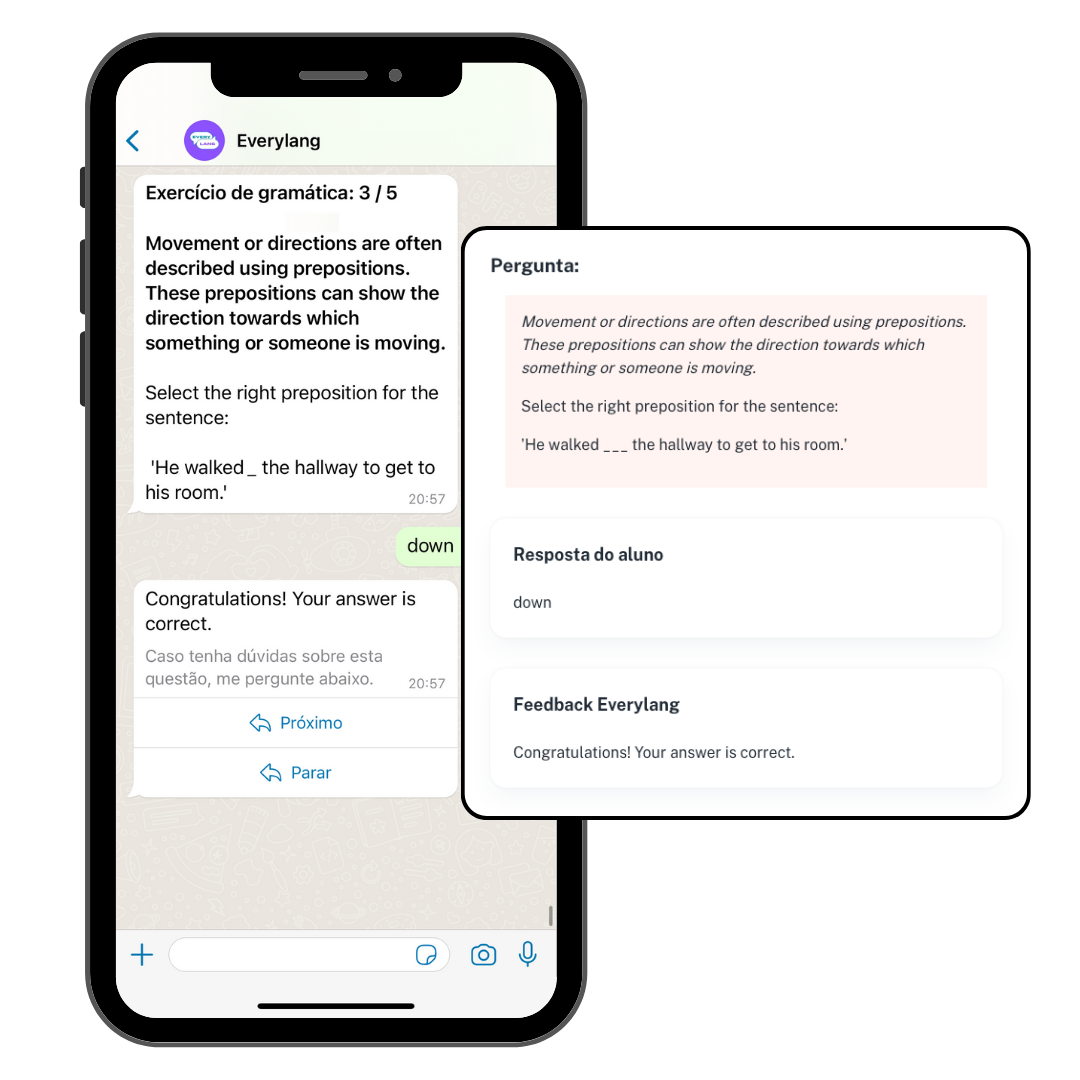 Everylang
EVERY
LANG
Exercício de gramática: 3 / 5
Movement or directions are often
described using prepositions.
These prepositions can show the
direction towards which
something or someone is moving.
Select the right preposition for the
sentence:
'He walked _ the hallway to get to
his room.'
20:57
down
Congratulations! Your answer is
correct.
Caso tenha dúvidas sobre esta
questão, me pergunte abaixo.
20:57
Próximo
Parar
Pergunta:
Movement or directions are often described using prepositions.
These prepositions can show the direction towards which
something or someone is moving.
Select the right preposition for the sentence:
'He walked _ _ _ the hallway to get to his room.'
Resposta do aluno
down
Feedback Everylang
Congratulations! Your answer is correct.